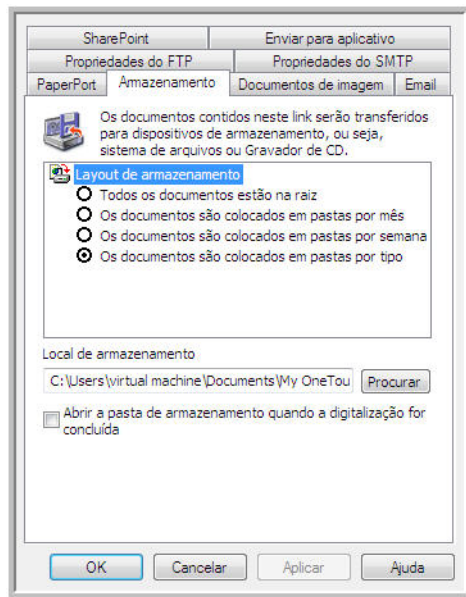 SharePoint
Enviar para aplicativo
Propriedades do FTP
Propriedades do SMTP
PaperPort
Armazenamento
Documentos de imagem
Email
Os documentos contidos neste link serão transferidos
para dispositivos de armazenamento, ou seja,
sistema de arquivos ou Gravador de CD.
Layout de armazenamento
Todos os documentos estão na raiz
Os documentos são colocados em pastas por mês
Os documentos são colocados em pastas por semana
Os documentos são colocados em pastas por tipo
Local de armazenamento
C:\Users\virtual machine\Documents\My OneTou
Procurar
Abrir a pasta de armazenamento quando a digitalização for
concluída
OK
Cancelar
Aplicar
Ajuda